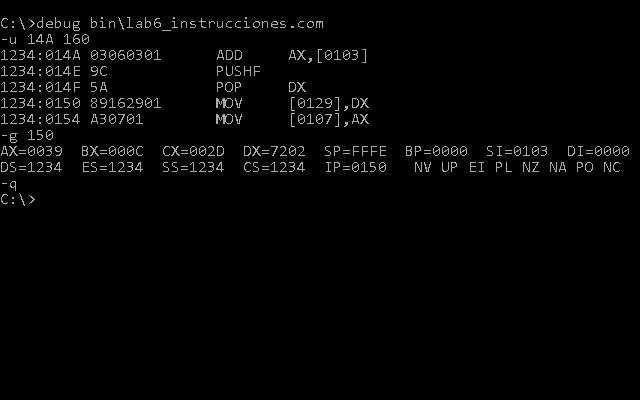 C:\>debug bin\lab6_instrucciones.com
-u 14A 160
1234:014A 03060301      ADD     AX,[0103]
1234:014E 9C            PUSHF
1234:014F 5A            POP     DX
1234:0150 89162901      MOV     [0129],DX
1234:0154 A30701        MOV     [0107],AX
-g 150
AX=0039  BX=000C  CX=002D  DX=7202  SP=FFFE  BP=0000  SI=0103  DI=0000
DS=1234  ES=1234  SS=1234  CS=1234  IP=0150   NV UP EI PL NZ NA PO NC
-q
C:\>